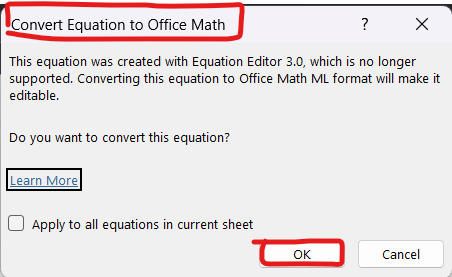 Convert Equation to Office Math
?
This equation was created with Equation Editor 3.0, which is no longer
supported. Converting this equation to Office Math ML format will make it
editable.
Do you want to convert this equation?
Learn More
Apply to all equations in current sheet
OK
Cancel